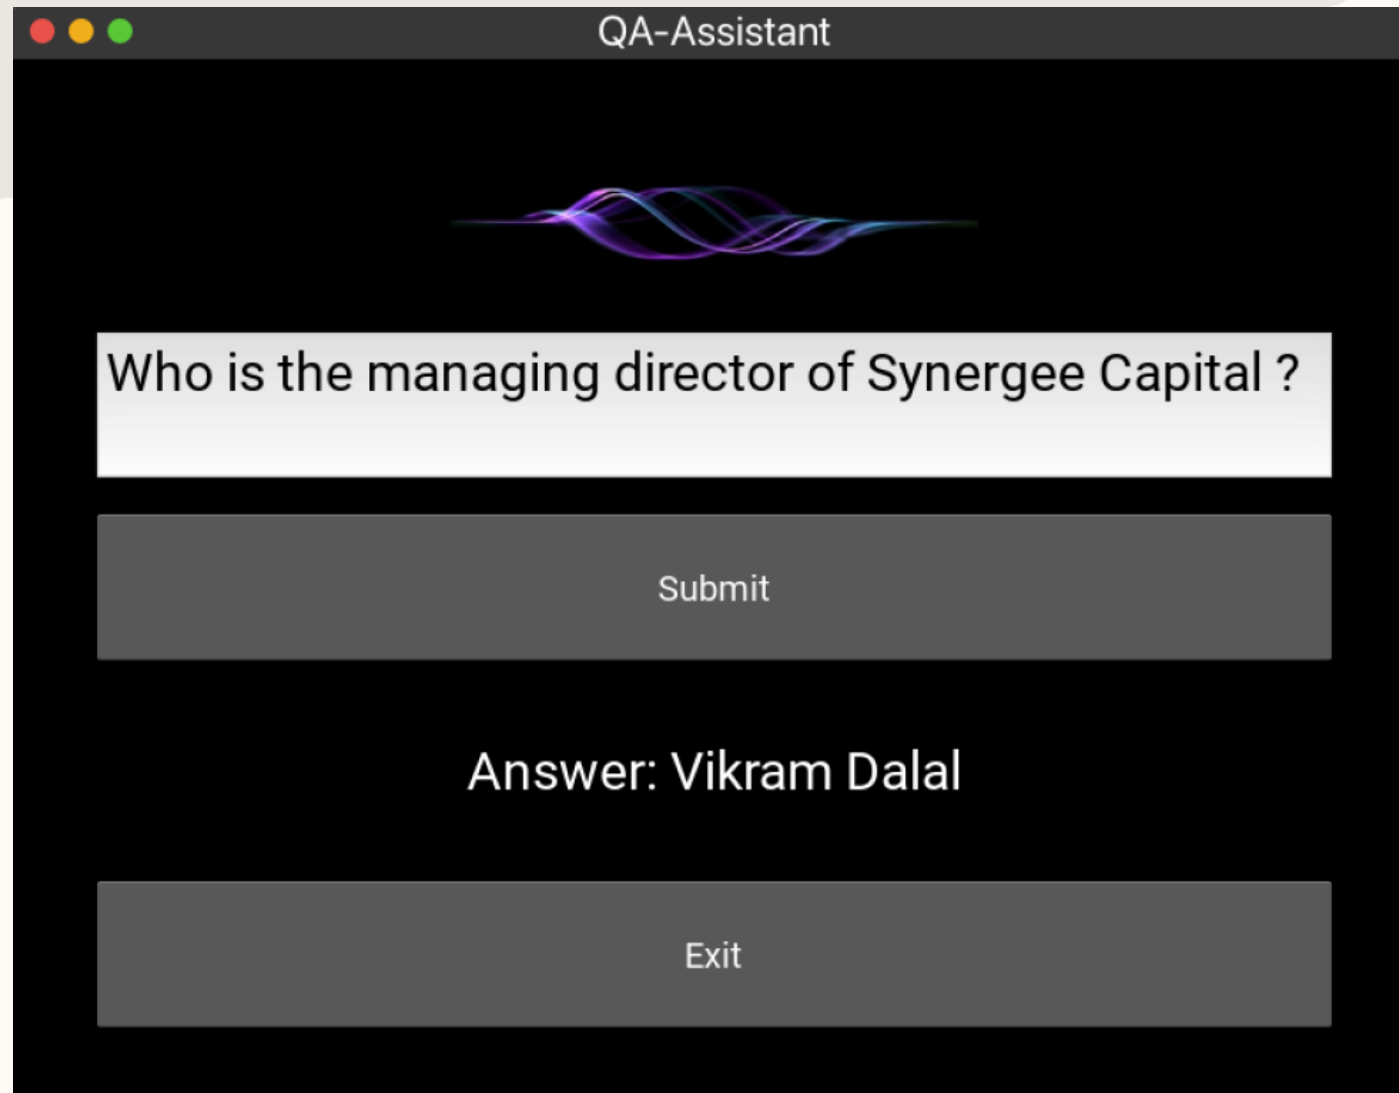 QA-Assistant
Who is the managing director of Synergee Capital ?
Submit
Answer: Vikram Dalal
Exit